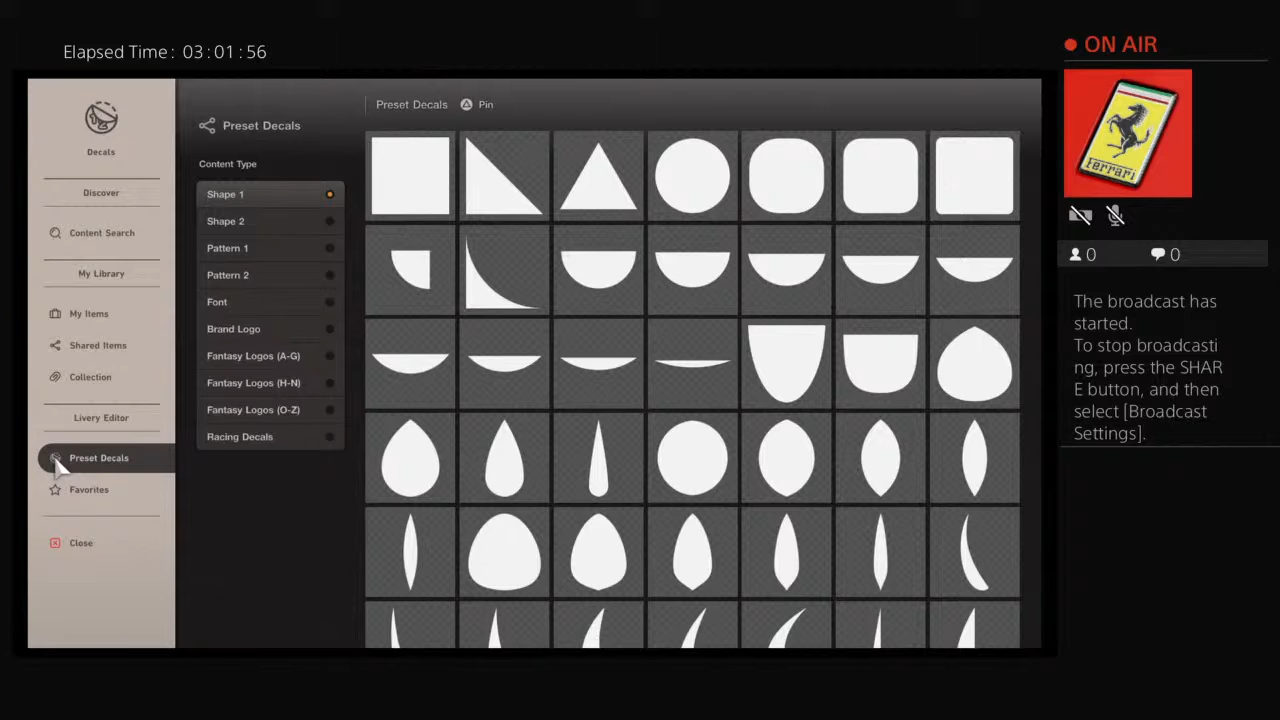 Elapsed Time: 03:01:56
ON AIR
Ferrari
0
0
The broadcast has
started.
To stop broadcasti
ng, press the SHAR
E button, and then
select [Broadcast
Settings].
Decals
Discover
Content Search
My Library
My Items
Shared Items
Collection
Livery Editor
Preset Decals
Favorites
Close
Preset Decals
Content Type
Shape 1
Shape 2
Pattern 1
Pattern 2
Font
Brand Logo
Fantasy Logos (A-G)
Fantasy Logos (H-N)
Fantasy Logos (O-Z)
Racing Decals
Preset Decals Pin